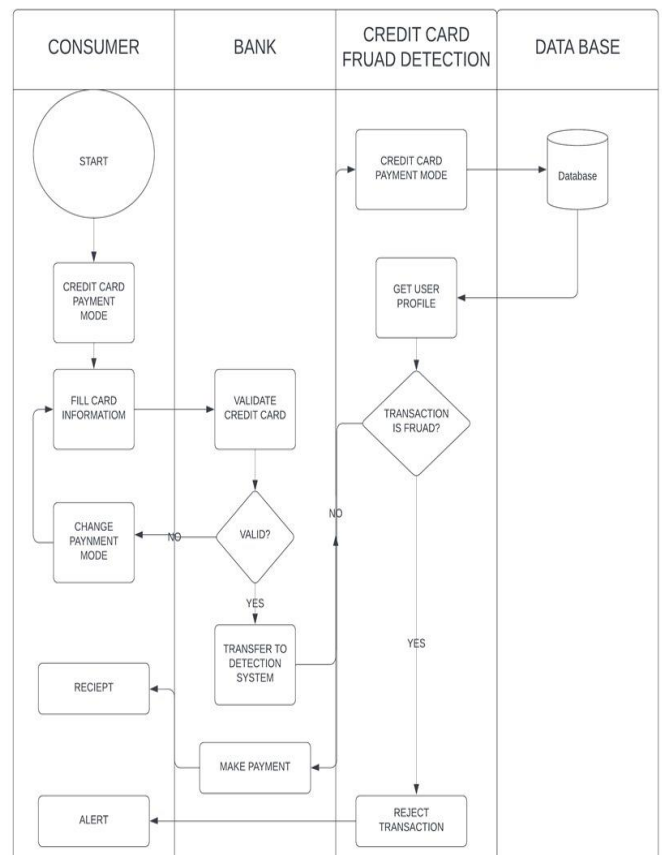 CONSUMER
BANK
CREDIT CARD
FRUAD DETECTION
DATA BASE
START
CREDIT CARD
PAYMENT MODE
Database
CREDIT CARD
PAYMENT
MODE
GET USER
PROFILE
FILL CARD
INFORMATIOM
VALIDATE
CREDIT CARD
TRANSACTION
IS FRUAD?
NO
CHANGE
PAYNMENT
MODE
NO
VALID?
YES
TRANSFER TO
DETECTION
SYSTEM
YES
RECIEPT
MAKE PAYMENT
ALERT
REJECT
TRANSACTION